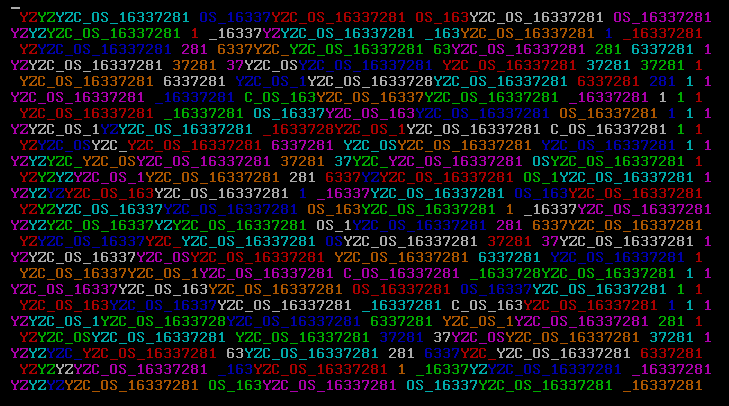 YZYZYZC_OS_16337281 OS_16337YZC_OS_16337281 OS_163YZC_OS_16337281 OS_16337281
YZYZYZC_OS_16337281 1 _16337YZYZC_OS_16337281 _163YZC_OS_16337281 1 _16337281
YZYZC_OS_16337281 281 6337YZC_YZC_OS_16337281 63YZC_OS_16337281 281 6337281 1
YZYZC_OS_16337281 37281 37YZC_OSYZC_OS_16337281 YZC_OS_16337281 37281 37281 1
YZC_OS_16337281 6337281 YZC_OS_1YZC_OS_1633728YZC_OS_16337281 6337281 281 1 1
YZC_OS_16337281 _16337281 C_OS_163YZC_OS_16337YZC_OS_16337281 _16337281 1 1 1
YZC_OS_16337281 _16337281 OS_16337YZC_OS_163YZC_OS_16337281 OS_16337281 1 1 1
YZYZC_OS_1YZYZC_OS_16337281 _1633728YZC_OS_1YZC_OS_16337281 C_OS_16337281 1 1
YZYZC_OSYZC_YZC_OS_16337281 6337281 YZC_OSYZC_OS_16337281 YZC_OS_16337281 1 1
YZYZYZC_YZC_OSYZC_OS_16337281 37281 37YZC_YZC_OS_16337281 OSYZC_OS_16337281 1
YZYZYZYZC_OS_1YZC_OS_16337281 281 6337YZYZC_OS_16337281 OS_1YZC_OS_16337281 1
YZYZYZYZC_OS_163YZC_OS_16337281 1 _16337YZYZC_OS_16337281 OS_163YZC_OS_16337281
YZYZYZC_OS_16337YZC_OS_16337281 OS_163YZC_OS_16337281 1 _16337YZC_OS_16337281
YZYZYZC_OS_16337YZYZC_OS_16337281 OS_1YZC_OS_16337281 281 6337YZC_OS_16337281
YZYZC_OS_16337YZC_YZC_OS_16337281 OSYZC_OS_16337281 37281 37YZC_OS_16337281 1
YZYZC_OS_16337YZC_OSYZC_OS_16337281 YZC_OS_16337281 6337281 YZC_OS_16337281 1
YZC_OS_16337YZC_OS_1YZC_OS_16337281 C_OS_16337281 _1633728YZC_OS_16337281 1 1
YZC_OS_16337YZC_OS_163YZC_OS_16337281 OS_16337281 OS_16337YZC_OS_16337281 1 1
YZC_OS_163YZC_OS_16337YZC_OS_16337281 _16337281 C_OS_163YZC_OS_16337281 1 1 1
YZYZC_OS_1YZC_OS_1633728YZC_OS_16337281 6337281 YZC_OS_1YZC_OS_16337281 281 1
YZYZC_OSYZC_OS_16337281 YZC_OS_16337281 37281 37YZC_OSYZC_OS_16337281 37281 1
YZYZYZC_YZC_OS_16337281 63YZC_OS_16337281 281 6337YZC_YZC_OS_16337281 6337281
YZYZYZYZC_OS_16337281 _163YZC_OS_16337281 1 _16337YZYZC_OS_16337281 _16337281
YZYZYZYZC_OS_16337281 OS_163YZC_OS_16337281 OS_16337YZC_OS_16337281 _16337281